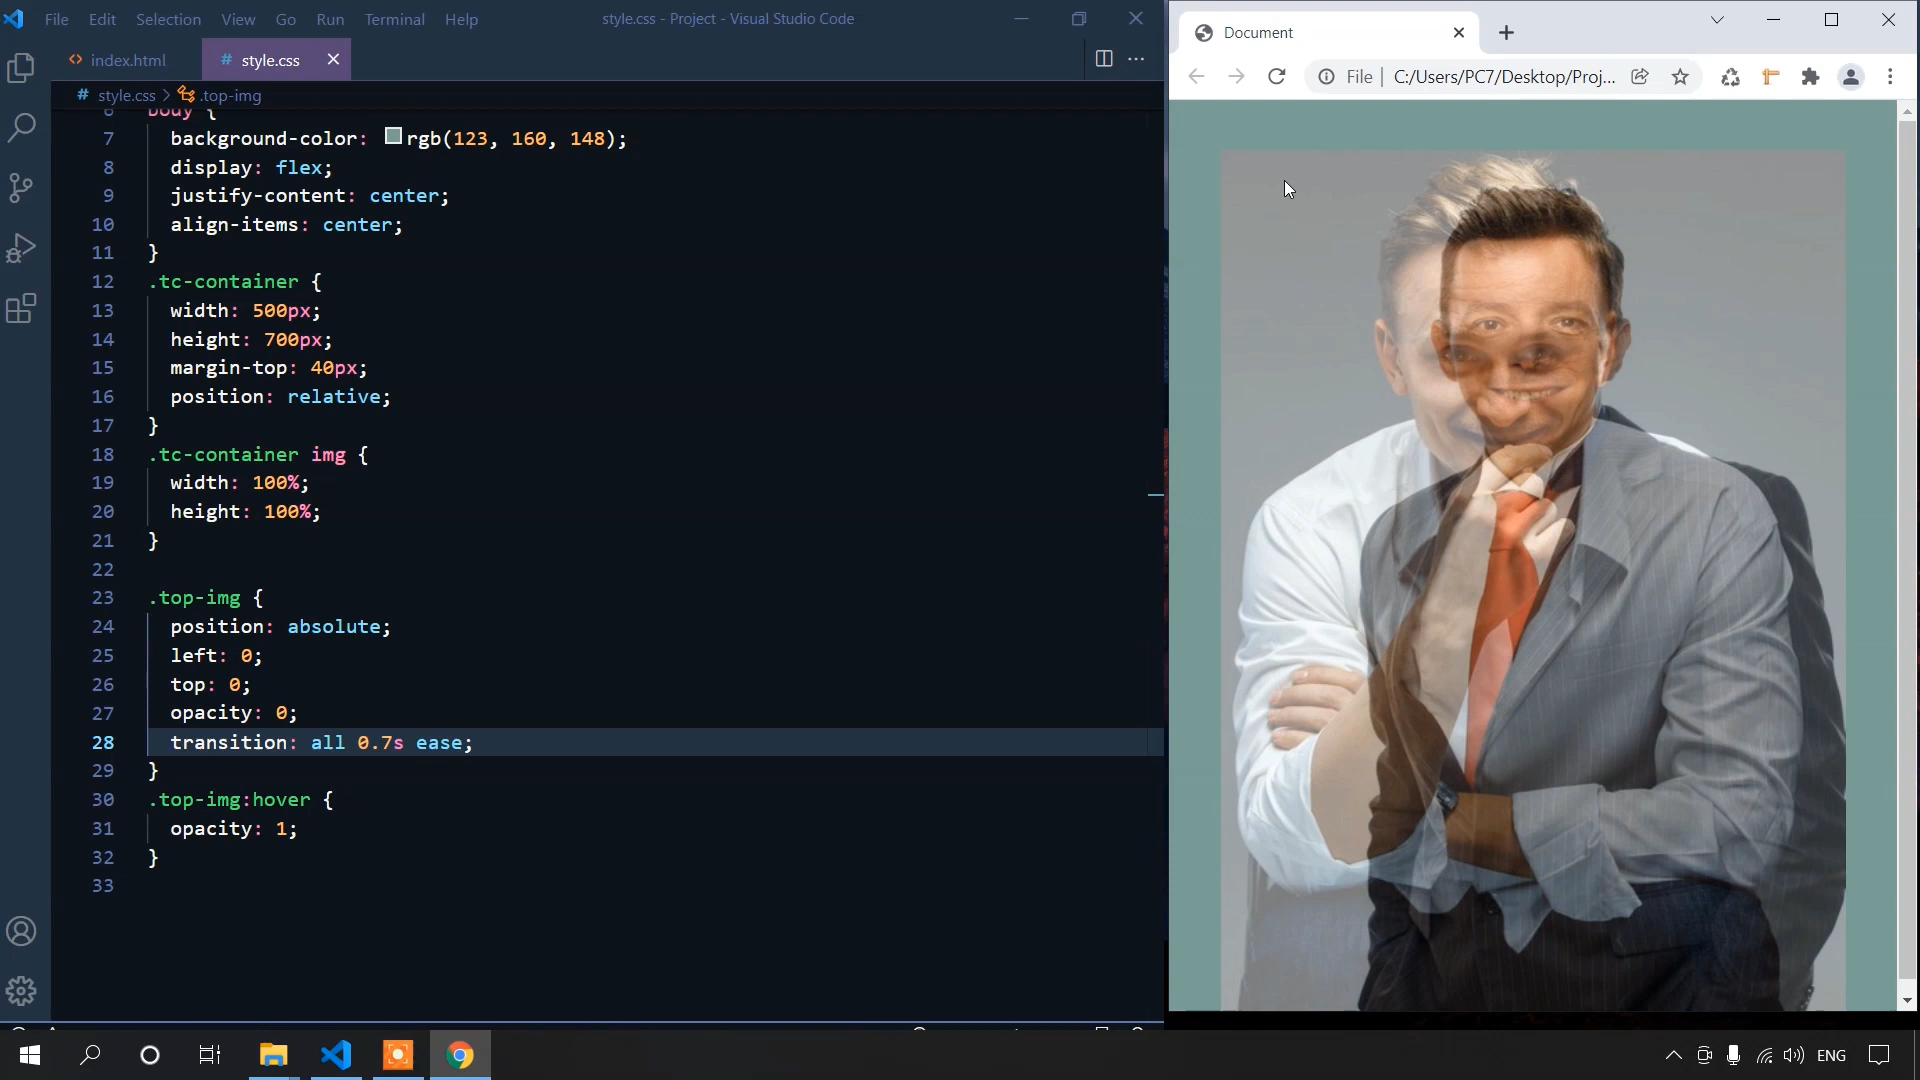 File Edit Selection View Go Run Terminal Help
style.css - Project - Visual Studio Code
index.html
# style.css
# style.css > .top-img
6 body {
7 background-color: rgb(123, 160, 148);
8 display: flex;
9 justify-content: center;
10 align-items: center;
11 }
12 .tc-container {
13 width: 500px;
14 height: 700px;
15 margin-top: 40px;
16 position: relative;
17 }
18 .tc-container img {
19 width: 100%;
20 height: 100%;
21 }
22
23 .top-img {
24 position: absolute;
25 left: 0;
26 top: 0;
27 opacity: 0;
28 transition: all 0.7s ease;
29 }
30 .top-img:hover {
31 opacity: 1;
32 }
33
Document
File | C:/Users/PC7/Desktop/Proj...
ENG